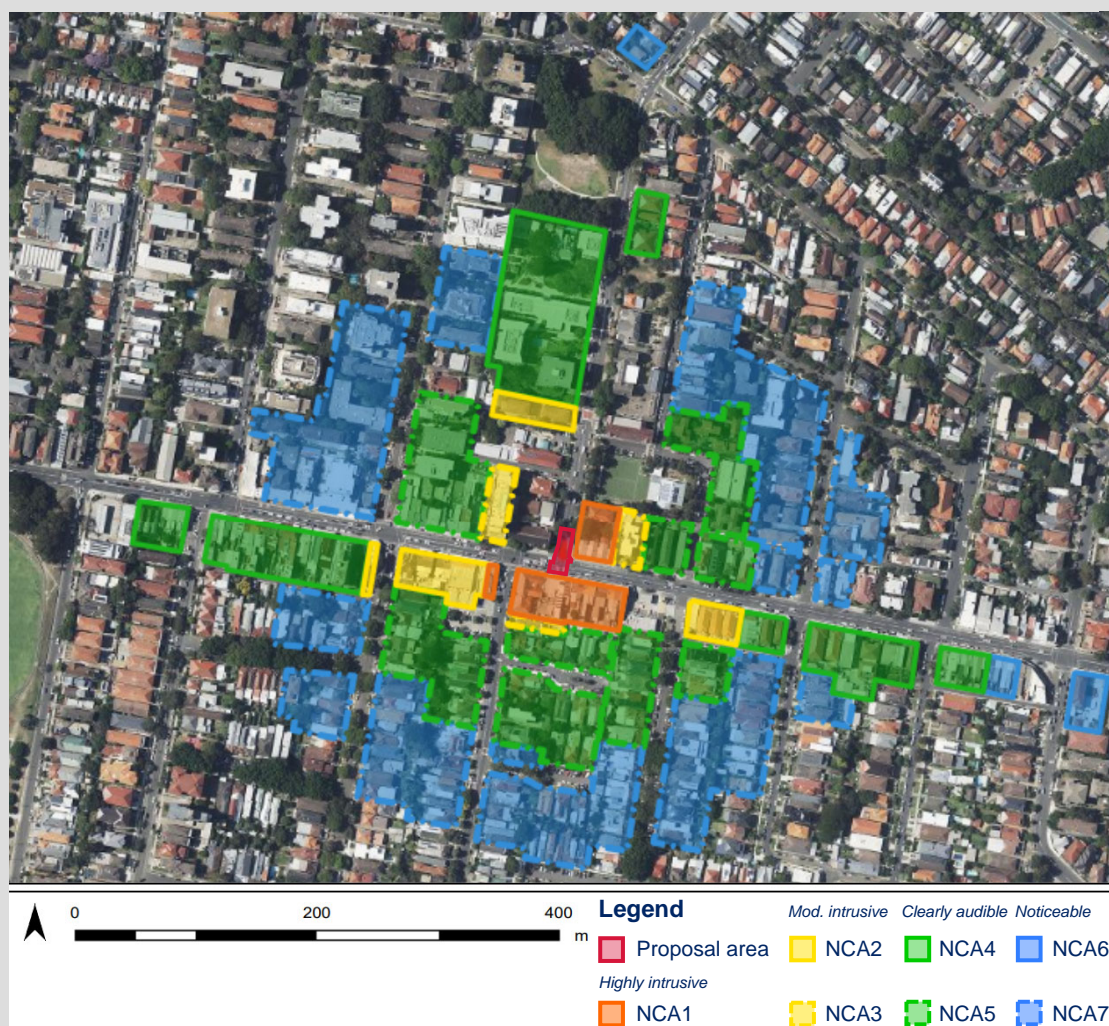 0 200 400
m
Legend
Mod. intrusive Clearly audible Noticeable
Proposal area NCA2 NCA4 NCA6
Highly intrusive
NCA1 NCA3 NCA5 NCA7